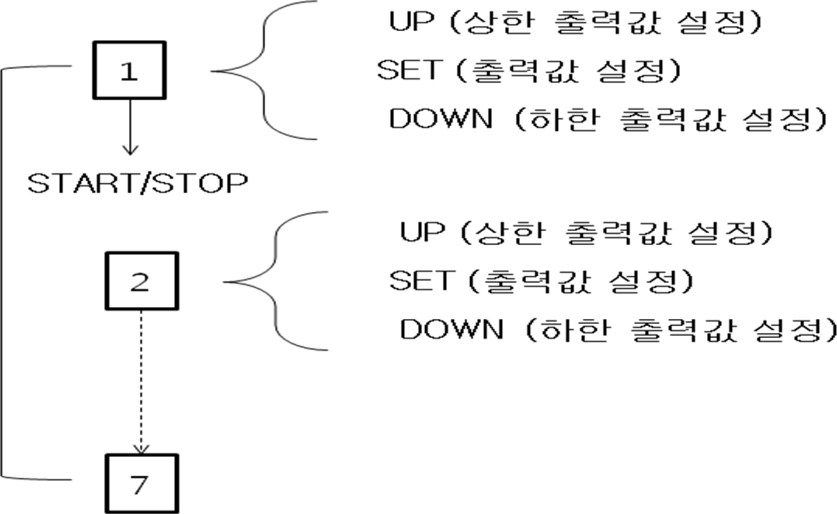 UP (상한 출력값 설정)
1
SET (출력값 설정)
DOWN (하한 출력값 설정)
START/STOP
UP (상한 출력값 설정)
2
SET (출력값 설정)
DOWN (하한 출력값 설정)
7